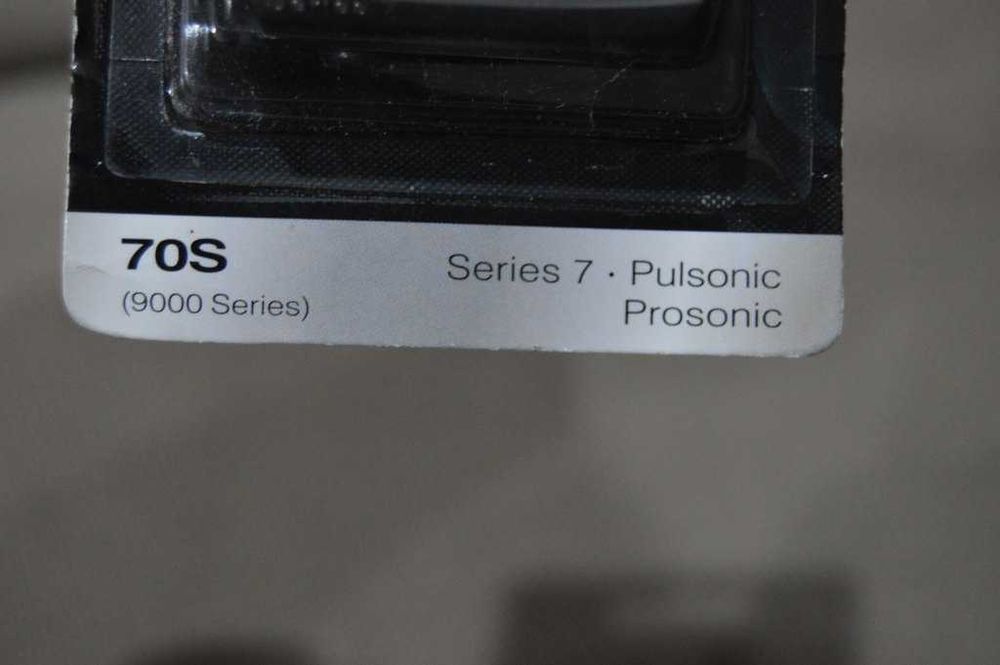 70S
(9000 Series)
Series 7 · Pulsonic
Prosonic